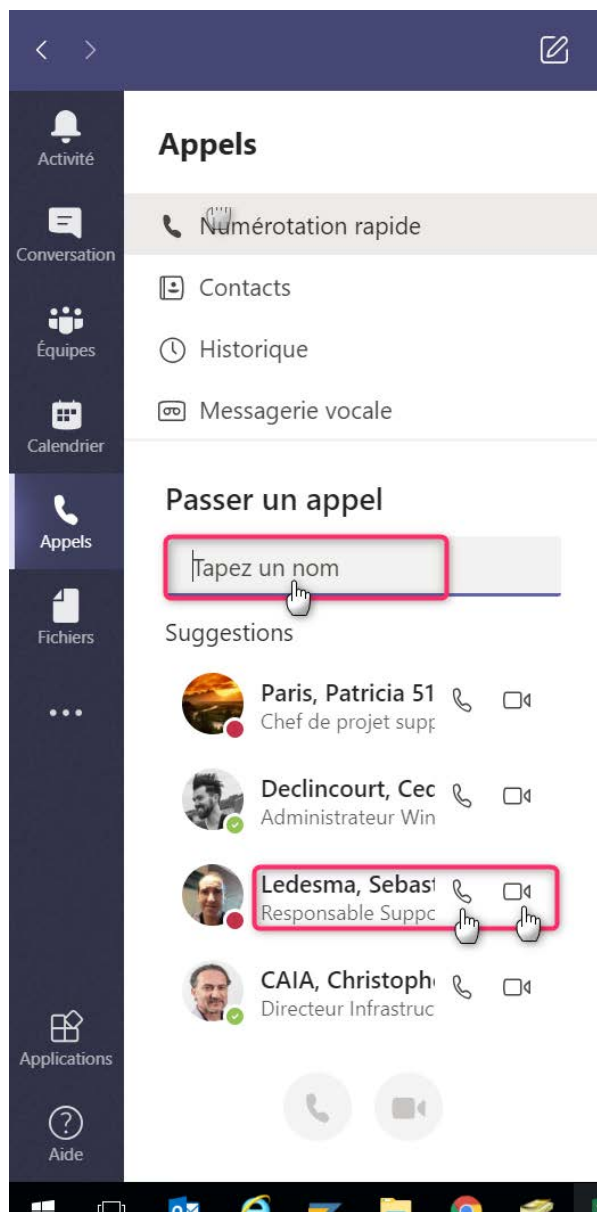 Activité
Appels
Numérotation rapide
Conversation
Contacts
Équipes
Historique
Calendrier
Messagerie vocale
Appels
Passer un appel
Tapez un nom
Fichiers
Suggestions
Paris, Patricia 51
Chef de projet supp
Declincourt, Cec
Administrateur Win
Ledesma, Sebast
Responsable Suppo
CAIA, Christoph
Directeur Infrastruc
Applications
Aide